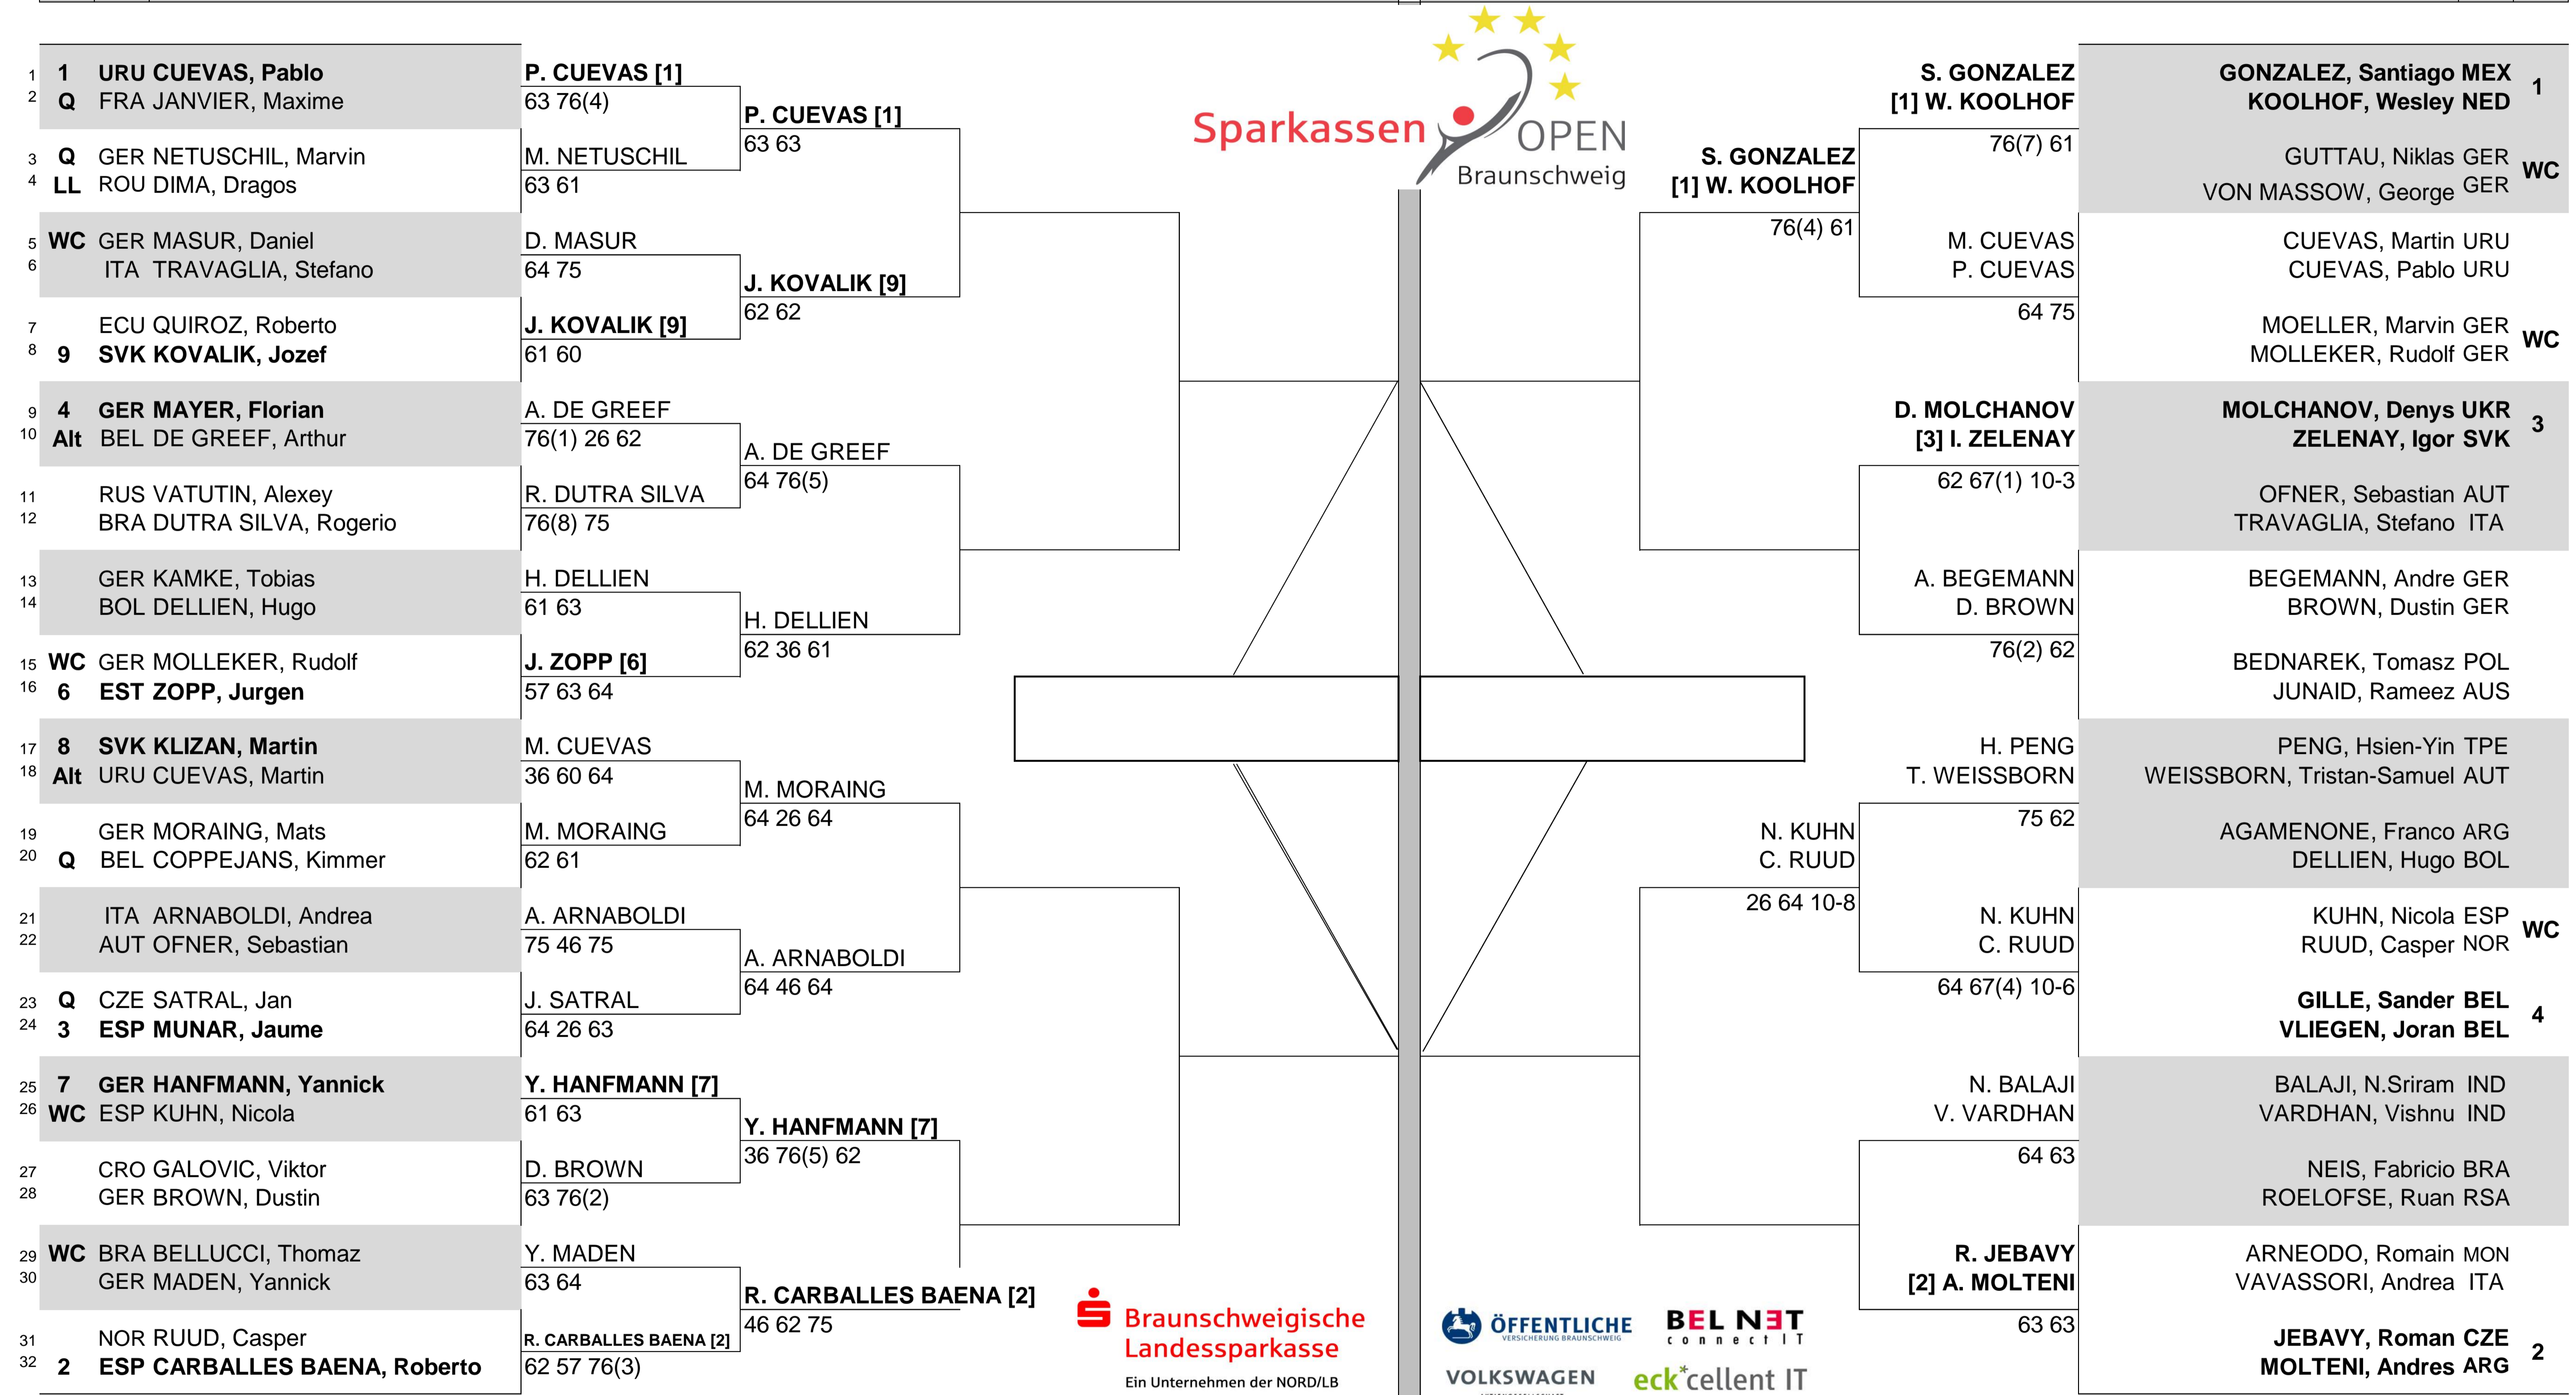 1 1 URU CUEVAS, Pablo
2 Q FRA JANVIER, Maxime
3 Q GER NETUSCHIL, Marvin
4 LL ROU DIMA, Dragos
5 WC GER MASUR, Daniel
6 ITA TRAVAGLIA, Stefano
7 ECU QUIROZ, Roberto
8 9 SVK KOVALIK, Jozef
9 4 GER MAYER, Florian
10 Alt BEL DE GREEF, Arthur
11 RUS VATUTIN, Alexey
12 BRA DUTRA SILVA, Rogerio
13 GER KAMKE, Tobias
14 BOL DELLIEN, Hugo
15 WC GER MOLLEKER, Rudolf
16 6 EST ZOPP, Jurgen
17 8 SVK KLIZAN, Martin
18 Alt URU CUEVAS, Martin
19 GER MORAING, Mats
20 Q BEL COPPEJANS, Kimmer
21 ITA ARNABOLDI, Andrea
22 AUT OFNER, Sebastian
23 Q CZE SATRAL, Jan
24 3 ESP MUNAR, Jaume
25 7 GER HANFMANN, Yannick
26 WC ESP KUHN, Nicola
27 CRO GALOVIC, Viktor
28 GER BROWN, Dustin
29 WC BRA BELLUCCI, Thomaz
30 GER MADEN, Yannick
31 NOR RUUD, Casper
32 2 ESP CARBALLES BAENA, Roberto
P. CUEVAS [1]
63 76(4)
M. NETUSCHIL
63 61
D. MASUR
64 75
J. KOVALIK [9]
61 60
A. DE GREEF
76(1) 26 62
R. DUTRA SILVA
76(8) 75
H. DELLIEN
61 63
J. ZOPP [6]
57 63 64
M. CUEVAS
36 60 64
M. MORAING
62 61
A. ARNABOLDI
75 46 75
J. SATRAL
64 26 63
Y. HANFMANN [7]
61 63
D. BROWN
63 76(2)
Y. MADEN
63 64
R. CARBALLES BAENA [2]
62 57 76(3)
P. CUEVAS [1]
63 63
J. KOVALIK [9]
62 62
A. DE GREEF
64 76(5)
H. DELLIEN
62 36 61
M. MORAING
64 26 64
A. ARNABOLDI
64 46 64
Y. HANFMANN [7]
36 76(5) 62
R. CARBALLES BAENA [2]
46 62 75
Sparkassen
OPEN
Braunschweig
S. GONZALEZ
[1] W. KOOLHOF
76(4) 61
N. KUHN
C. RUUD
26 64 10-8
S. GONZALEZ
[1] W. KOOLHOF
76(7) 61
M. CUEVAS
P. CUEVAS
64 75
D. MOLCHANOV
[3] I. ZELENAY
62 67(1) 10-3
A. BEGEMANN
D. BROWN
76(2) 62
H. PENG
T. WEISSBORN
75 62
N. KUHN
C. RUUD
64 67(4) 10-6
N. BALAJI
V. VARDHAN
64 63
R. JEBAVY
[2] A. MOLTENI
63 63
GONZALEZ, Santiago MEX
1
KOOLHOF, Wesley NED
GUTTAU, Niklas GER
WC
VON MASSOW, George GER
CUEVAS, Martin URU
CUEVAS, Pablo URU
MOELLER, Marvin GER
WC
MOLLEKER, Rudolf GER
MOLCHANOV, Denys UKR
3
ZELENAY, Igor SVK
OFNER, Sebastian AUT
TRAVAGLIA, Stefano ITA
BEGEMANN, Andre GER
BROWN, Dustin GER
BEDNAREK, Tomasz POL
JUNAID, Rameez AUS
PENG, Hsien-Yin TPE
WEISSBORN, Tristan-Samuel AUT
AGAMENONE, Franco ARG
DELLIEN, Hugo BOL
KUHN, Nicola ESP
WC
RUUD, Casper NOR
GILLE, Sander BEL
4
VLIEGEN, Joran BEL
BALAJI, N.Sriram IND
VARDHAN, Vishnu IND
NEIS, Fabricio BRA
ROELOFSE, Ruan RSA
ARNEODO, Romain MON
VAVASSORI, Andrea ITA
JEBAVY, Roman CZE
2
MOLTENI, Andres ARG
Braunschweigische
Landessparkasse
Ein Unternehmen der NORD/LB
ÖFFENTLICHE
VERSICHERUNG BRAUNSCHWEIG
BEL NET
connect IT
VOLKSWAGEN
eck*cellent IT